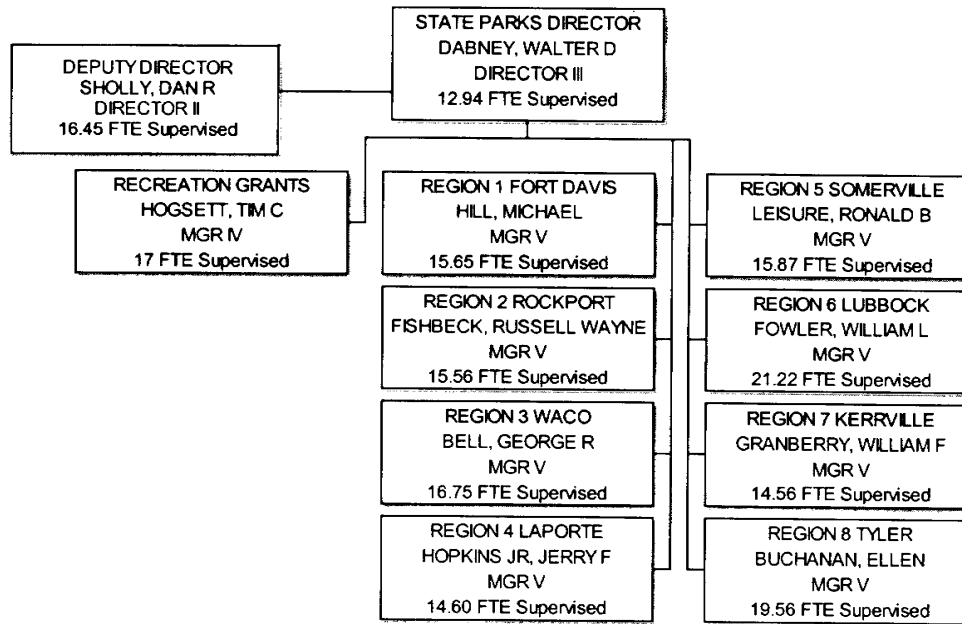 STATE PARKS DIRECTOR
DABNEY, WALTER D
DIRECTOR III
12.94 FTE Supervised
DEPUTY DIRECTOR
SHOLLY, DAN R
DIRECTOR II
16.45 FTE Supervised
RECREATION GRANTS
HOGSETT, TIM C
MGR IV
17 FTE Supervised
REGION 1 FORT DAVIS
HILL, MICHAEL
MGR V
15.65 FTE Supervised
REGION 2 ROCKPORT
FISHBECK, RUSSELL WAYNE
MGR V
15.56 FTE Supervised
REGION 3 WACO
BELL, GEORGE R
MGR V
16.75 FTE Supervised
REGION 4 LAPORTE
HOPKINS JR, JERRY F
MGR V
14.60 FTE Supervised
REGION 5 SOMERVILLE
LEISURE, RONALD B
MGR V
15.87 FTE Supervised
REGION 6 LUBBOCK
FOWLER, WILLIAM L
MGR V
21.22 FTE Supervised
REGION 7 KERRVILLE
GRANBERRY, WILLIAM F
MGR V
14.56 FTE Supervised
REGION 8 TYLER
BUCHANAN, ELLEN
MGR V
19.56 FTE Supervised